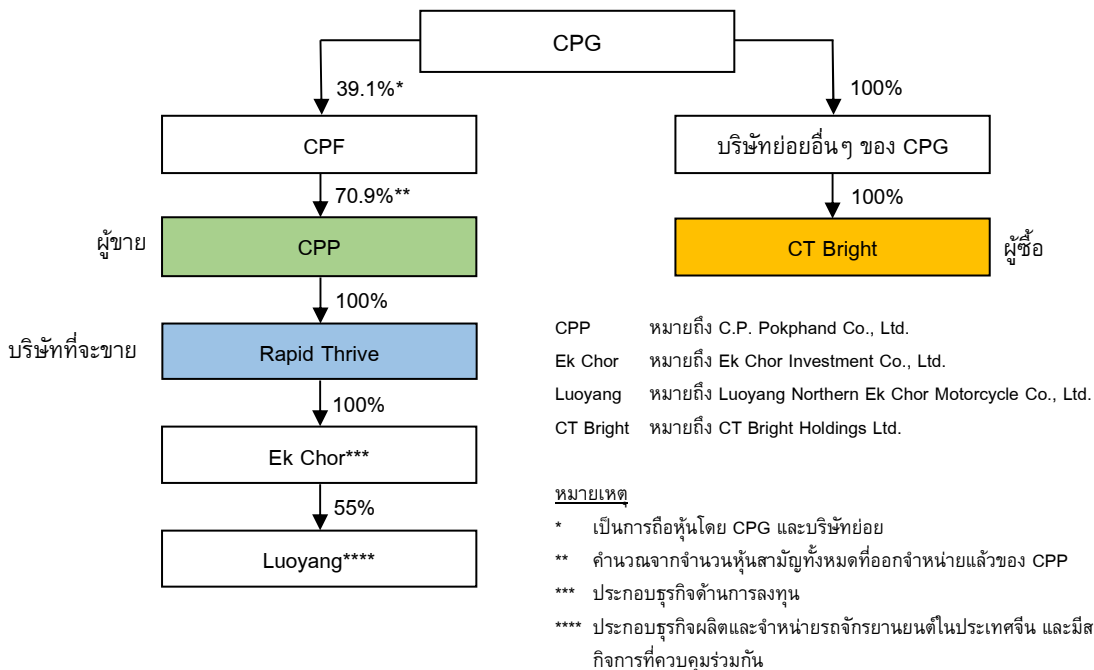 CPG
39.1%*
100%
CPF
บริษัทย่อยอื่นๆ ของ CPG
70.9%**
100%
ผู้ขาย
CPP
CT Bright
ผู้ซื้อ
100%
บริษัทที่จะขาย
Rapid Thrive
100%
Ek Chor***
55%
Luoyang****
CPP หมายถึง C.P. Pokphand Co., Ltd.
Ek Chor หมายถึง Ek Chor Investment Co., Ltd.
Luoyang หมายถึง Luoyang Northern Ek Chor Motorcycle Co., Ltd.
CT Bright หมายถึง CT Bright Holdings Ltd.
หมายเหตุ
* เป็นการถือหุ้นโดย CPG และบริษัทย่อย
** คำนวณจากจำนวนหุ้นสามัญทั้งหมดที่ออกจำหน่ายแล้วของ CPP
*** ประกอบธุรกิจด้านการลงทุน
**** ประกอบธุรกิจผลิตและจำหน่ายรถจักรยานยนต์ในประเทศจีน และมีส
กิจการที่ควบคุมร่วมกัน